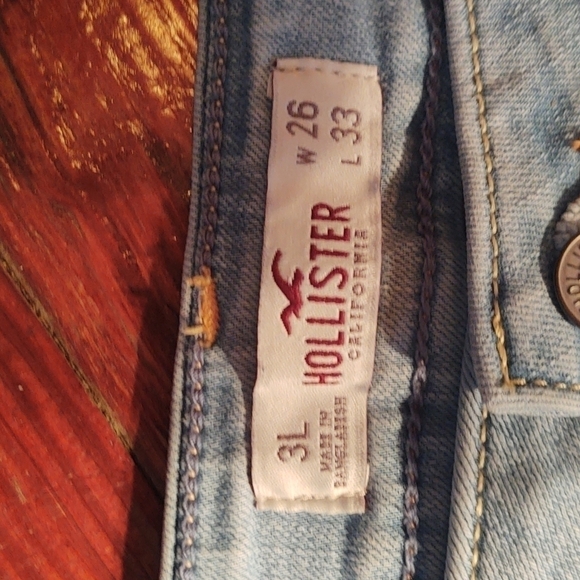 3L
MADE IN
BANGLADESH
HOLLISTER
CALIFORNIA
W 26
L 33